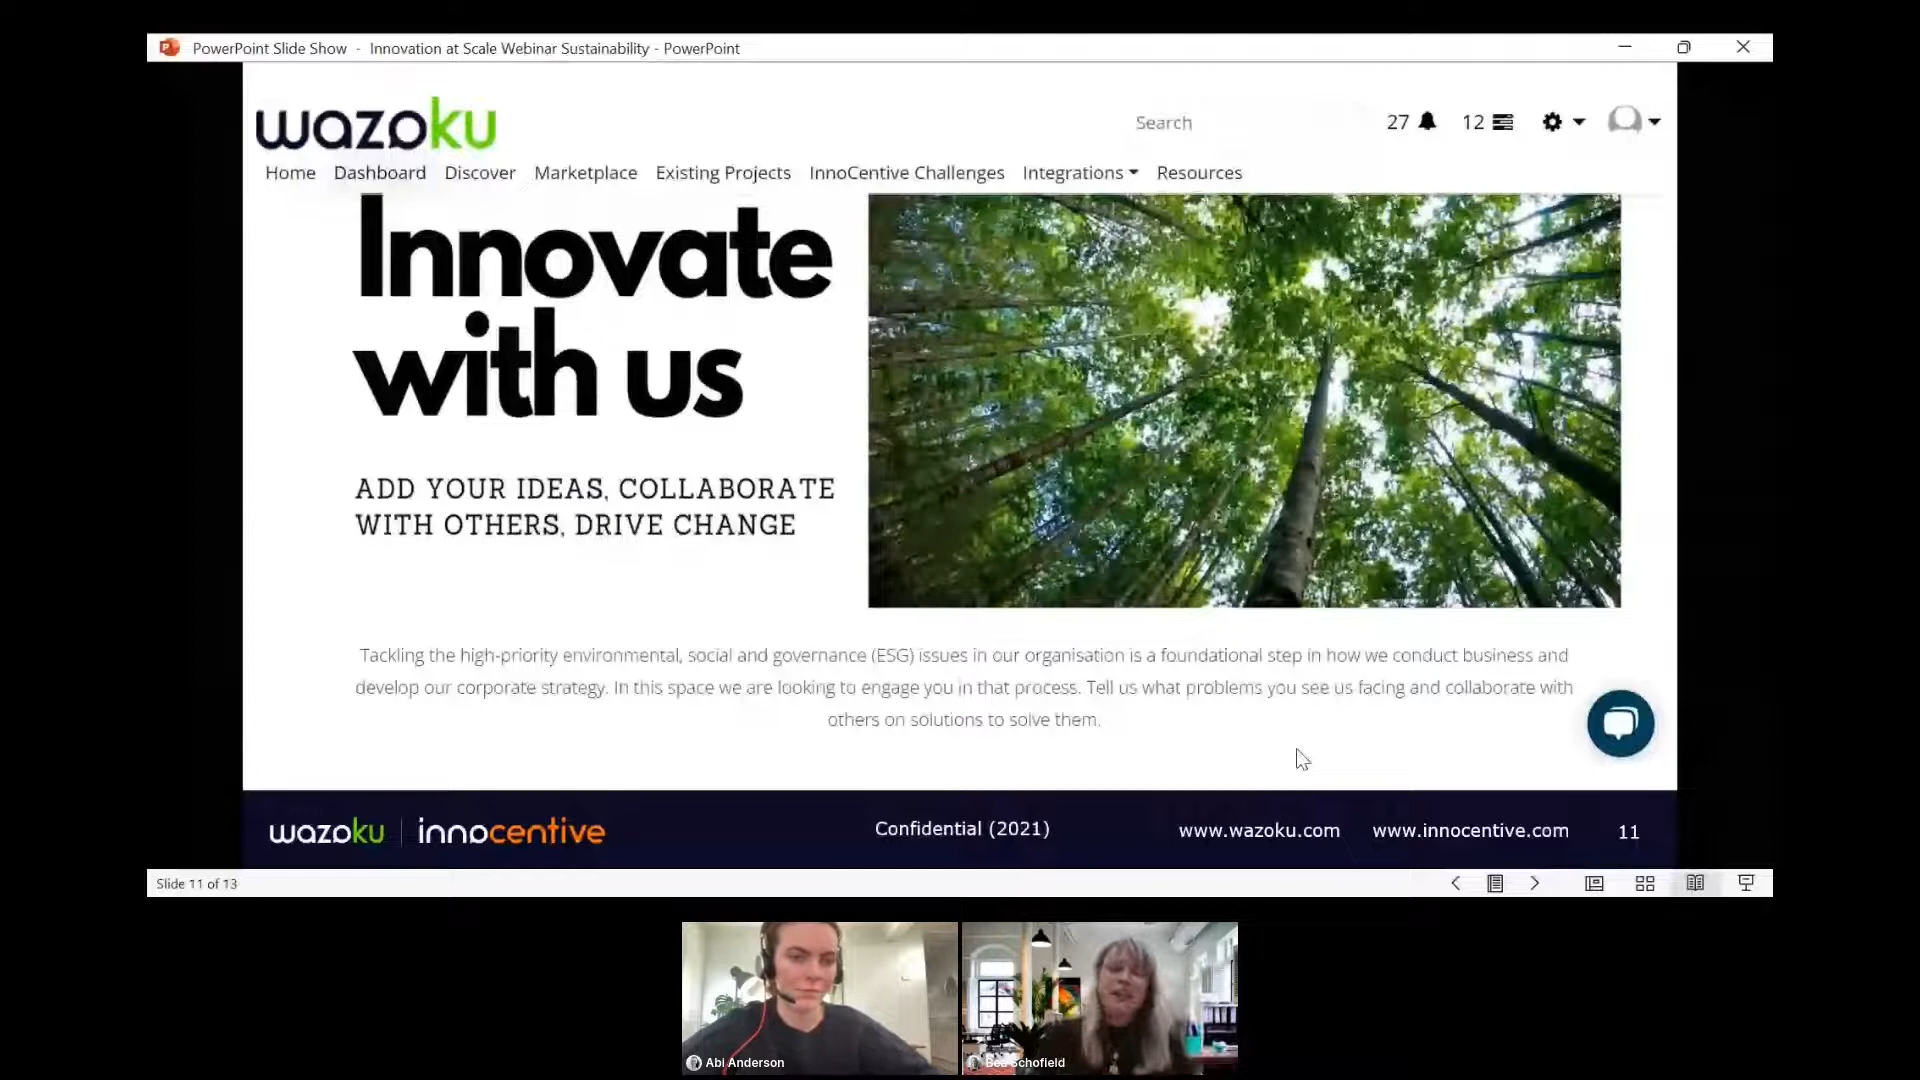 PowerPoint Slide Show - Innovation at Scale Webinar Sustainability - PowerPoint
wazoku
Search
27
12
Home Dashboard Discover Marketplace Existing Projects InnoCentive Challenges Integrations Resources
Innovate
with us
ADD YOUR IDEAS, COLLABORATE
WITH OTHERS, DRIVE CHANGE
Tackling the high-priority environmental, social and governance (ESG) issues in our organisation is a foundational step in how we conduct business and
develop our corporate strategy. In this space we are looking to engage you in that process. Tell us what problems you see us facing and collaborate with
others on solutions to solve them.
wazoku innocentive Confidential (2021) www.wazoku.com www.innocentive.com 11
Slide 11 of 13
Abi Anderson
Schofield